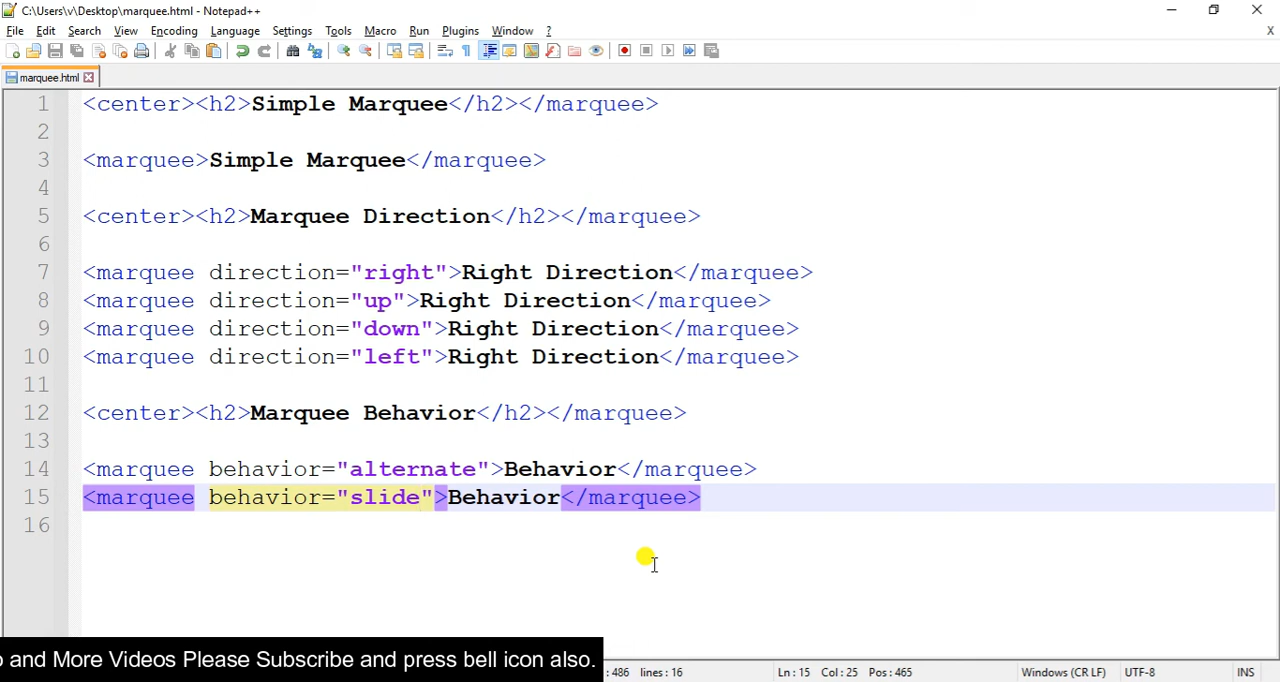 C:\Users\v\Desktop\marquee.html - Notepad++
File Edit Search View Encoding Language Settings Tools Macro Run Plugins Window ? X
marquee.html
1 <center><h2>Simple Marquee</h2></marquee>
2
3 <marquee>Simple Marquee</marquee>
4
5 <center><h2>Marquee Direction</h2></marquee>
6
7 <marquee direction="right">Right Direction</marquee>
8 <marquee direction="up">Right Direction</marquee>
9 <marquee direction="down">Right Direction</marquee>
10 <marquee direction="left">Right Direction</marquee>
11
12 <center><h2>Marquee Behavior</h2></marquee>
13
14 <marquee behavior="alternate">Behavior</marquee>
15 <marquee behavior="slide">Behavior</marquee>
16
and More Videos Please Subscribe and press bell icon also.
: 486 lines : 16 Ln : 15 Col : 25 Pos : 465 Windows (CR LF) UTF-8 INS